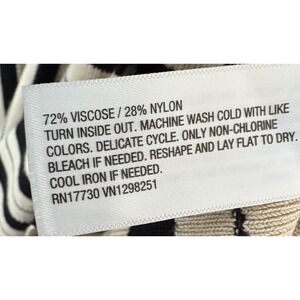 72% VISCOSE / 28% NYLON
TURN INSIDE OUT. MACHINE WASH COLD WITH LIKE
COLORS. DELICATE CYCLE. ONLY NON-CHLORINE
BLEACH IF NEEDED. RESHAPE AND LAY FLAT TO DRY.
COOL IRON IF NEEDED.
RN17730 VN1298251